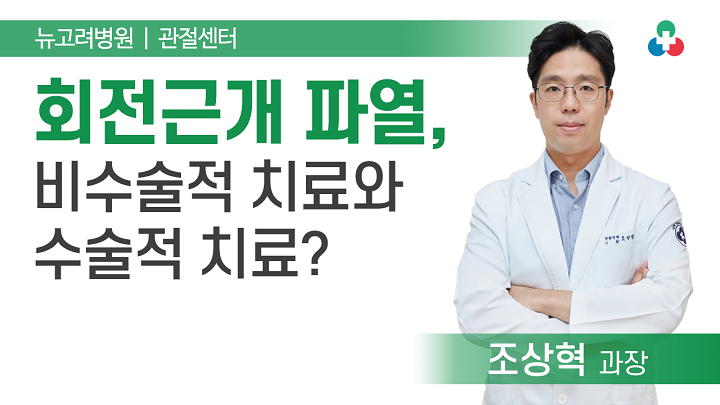 뉴고려병원 | 관절센터
회전근개 파열,
비수술적 치료와
수술적 치료?
조상혁 과장